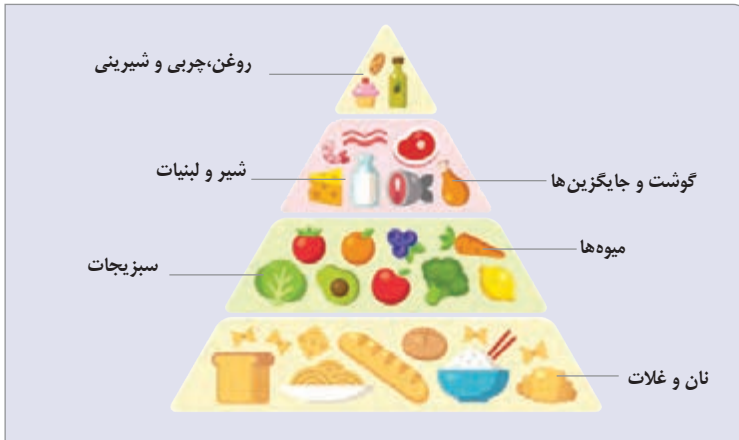 روغن،چربی و شیرینی
شیر و لبنیات
گوشت و جایگزین‌ها
میوه‌ها
سبزیجات
نان و غلات